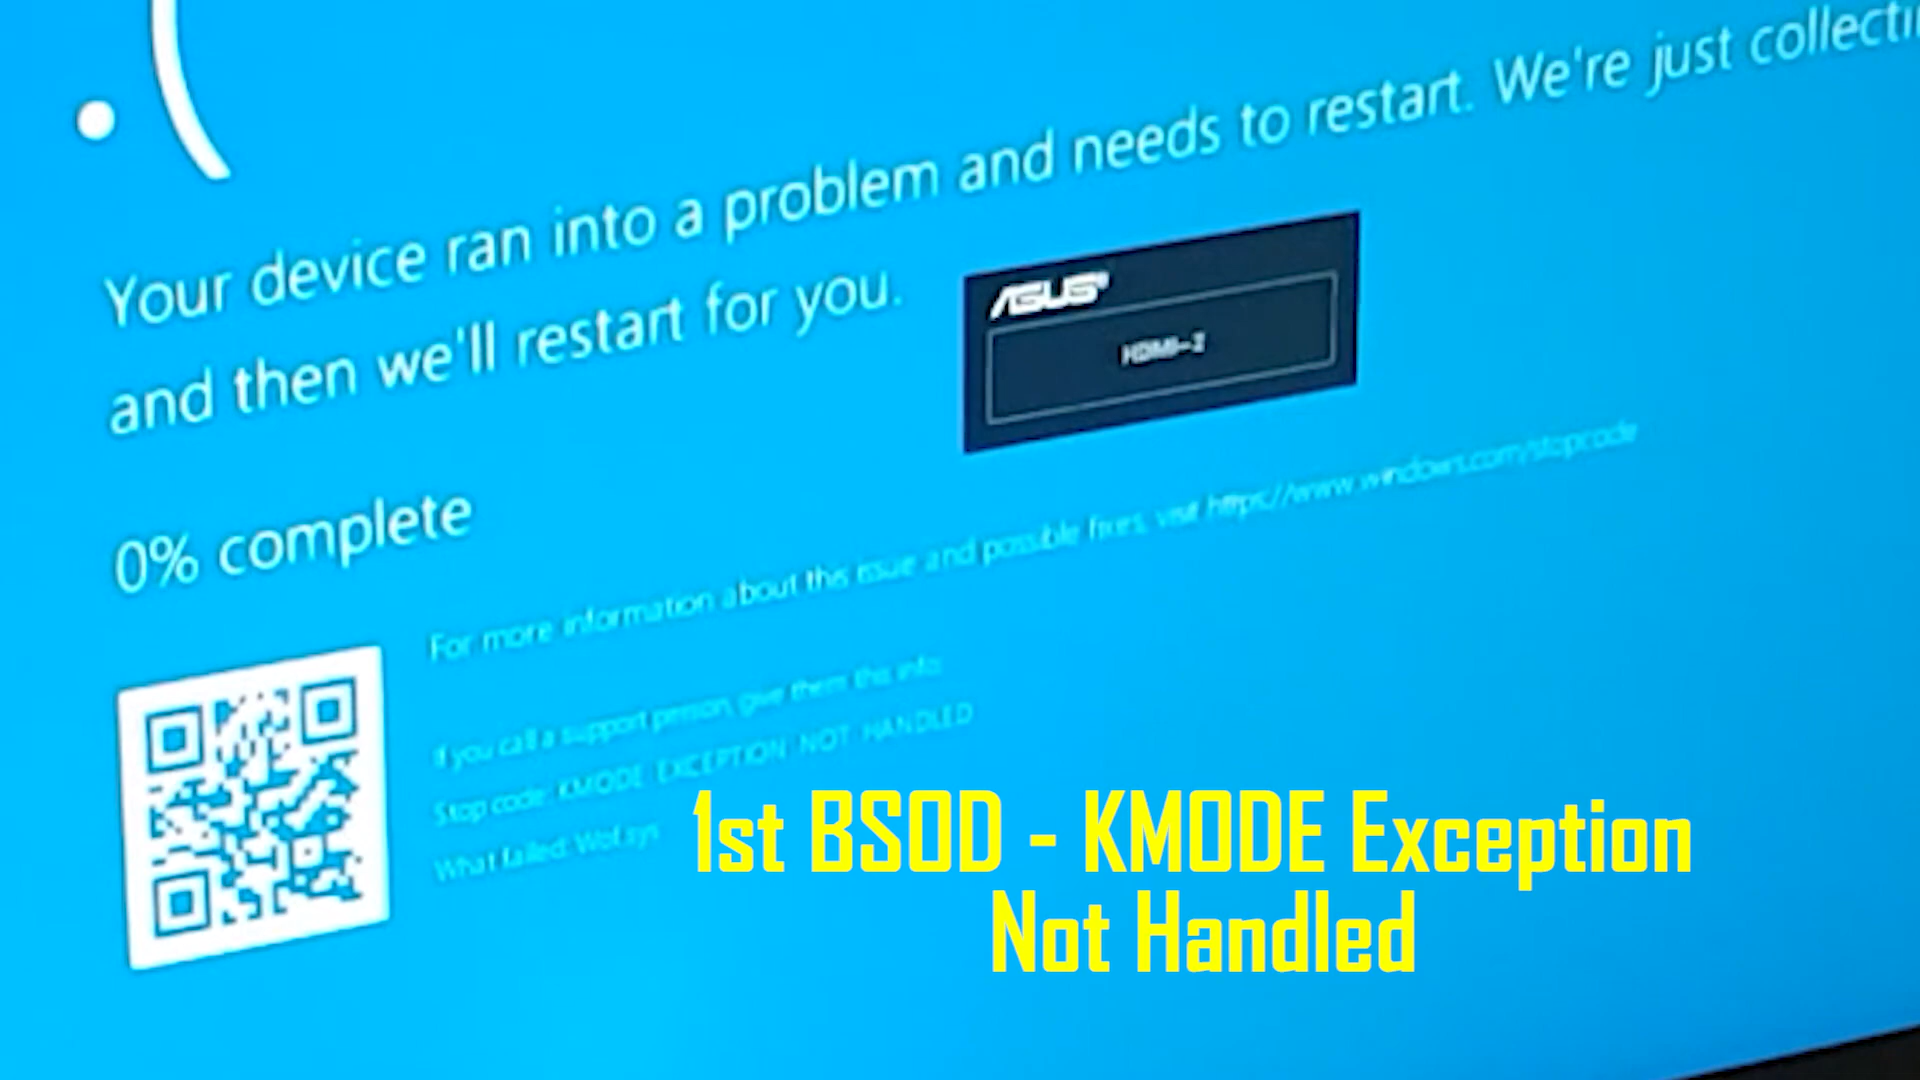 :(
Your device ran into a problem and needs to restart. We're just collecti
and then we'll restart for you.
ASUS
HDMI-2
0% complete
For more information about this issue and possible fixes, visit https://www.windows.com/stopcode
If you call a support person, give them this info:
Stop code: KMODE EXCEPTION NOT HANDLED
What failed: Wof.sys
1st BSOD - KMODE Exception
Not Handled